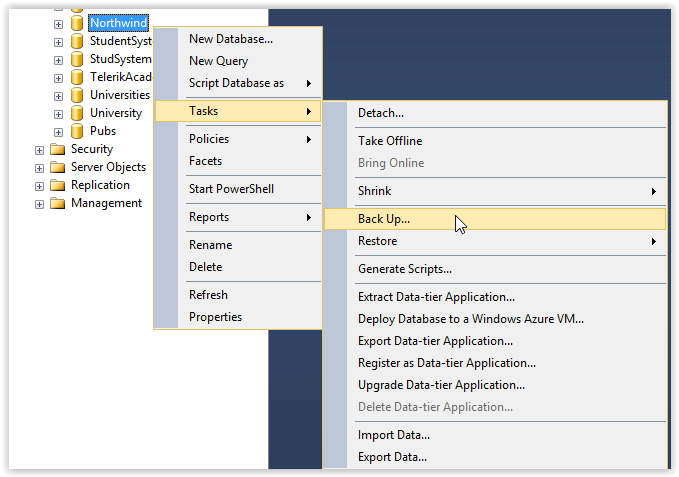 Northwind
StudentSyst
StudSystem
TelerikAcad
Universities
University
Pubs
Security
Server Objects
Replication
Management
New Database...
New Query
Script Database as
Tasks
Policies
Facets
Start PowerShell
Reports
Rename
Delete
Refresh
Properties
Detach...
Take Offline
Bring Online
Shrink
Back Up...
Restore
Generate Scripts...
Extract Data-tier Application...
Deploy Database to a Windows Azure VM...
Export Data-tier Application...
Register as Data-tier Application...
Upgrade Data-tier Application...
Delete Data-tier Application...
Import Data...
Export Data...